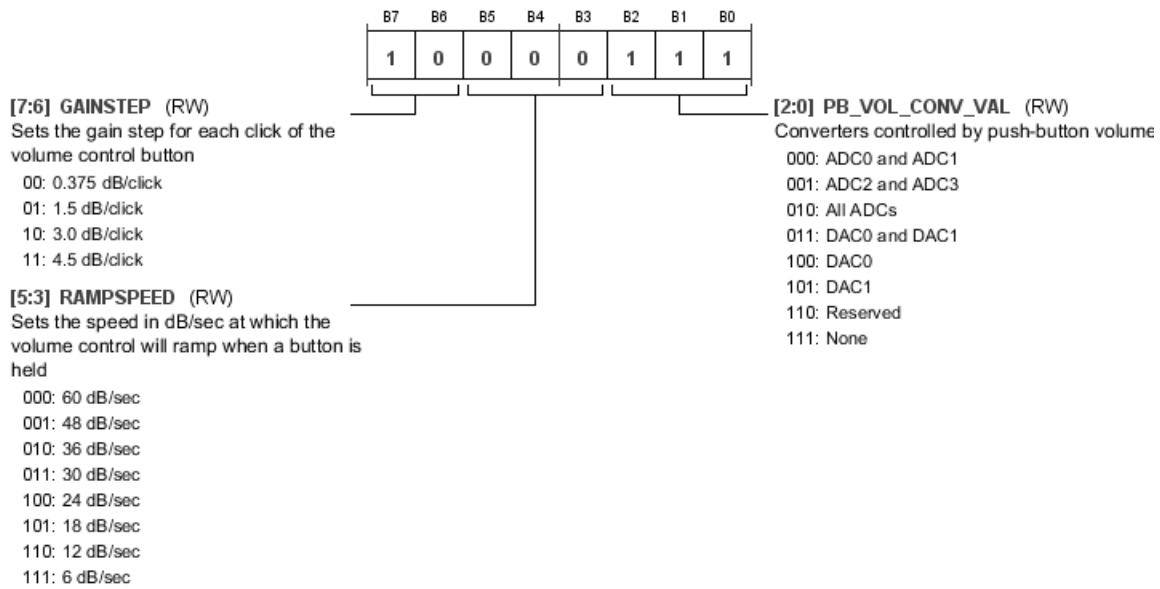 B7 B6 B5 B4 B3 B2 B1 B0
1 0 0 0 0 1 1 1
[7:6] GAINSTEP (RW)
Sets the gain step for each click of the
volume control button
00: 0.375 dB/click
01: 1.5 dB/click
10: 3.0 dB/click
11: 4.5 dB/click
[5:3] RAMPSPEED (RW)
Sets the speed in dB/sec at which the
volume control will ramp when a button is
held
000: 60 dB/sec
001: 48 dB/sec
010: 36 dB/sec
011: 30 dB/sec
100: 24 dB/sec
101: 18 dB/sec
110: 12 dB/sec
111: 6 dB/sec
[2:0] PB_VOL_CONV_VAL (RW)
Converters controlled by push-button volume
000: ADC0 and ADC1
001: ADC2 and ADC3
010: All ADCs
011: DAC0 and DAC1
100: DAC0
101: DAC1
110: Reserved
111: None